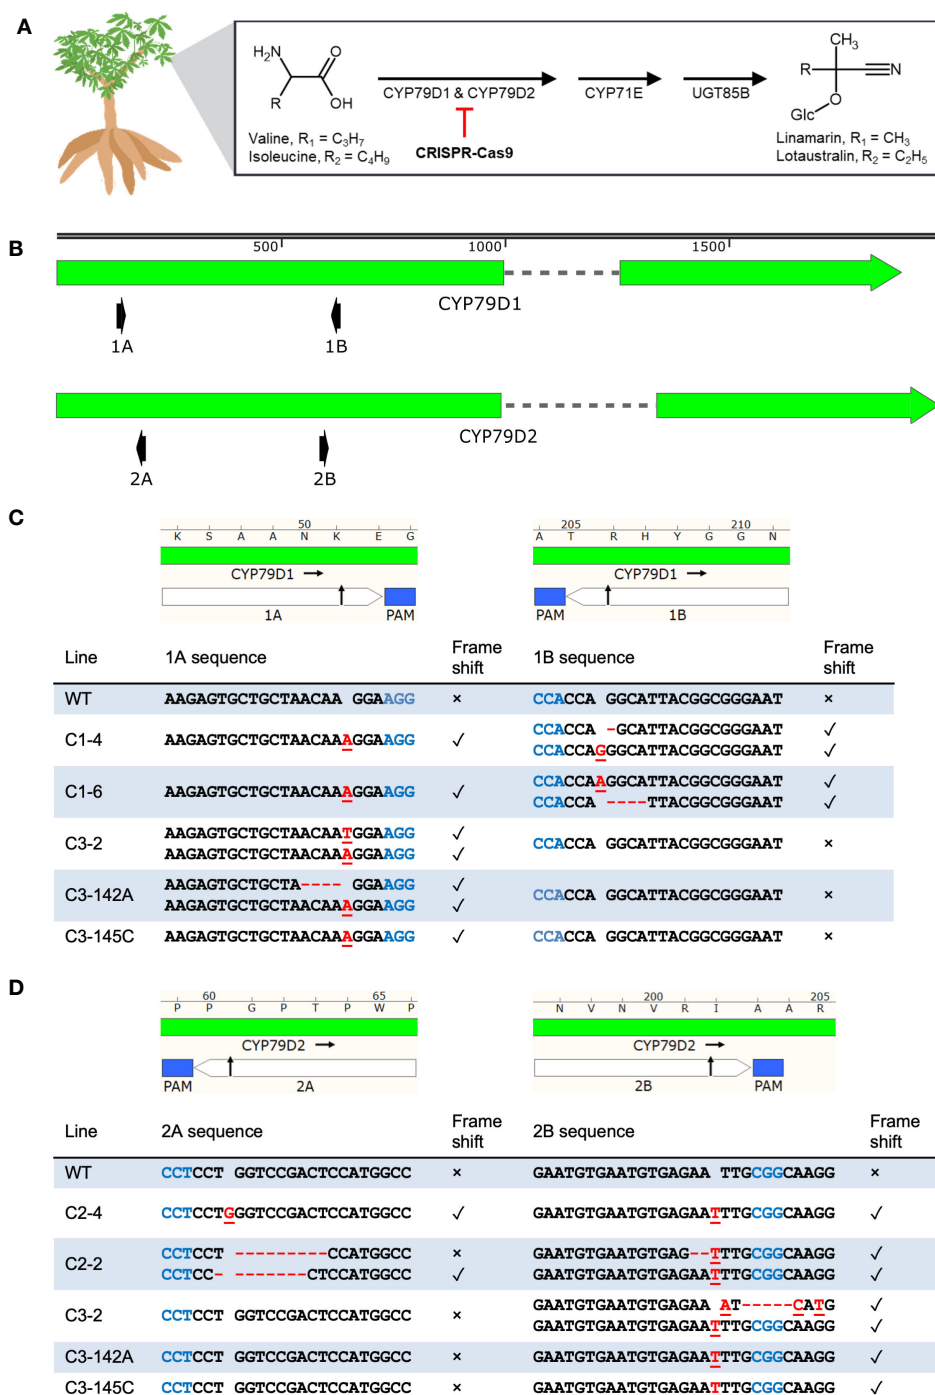 A
H₂N
O
OH
R
Valine, R₁ = C₃H₇
Isoleucine, R₂ = C₄H₉
CYP79D1 & CYP79D2
CRISPR-Cas9
CYP71E
UGT85B
CH₃
R
N
O
Glc
Linamarin, R₁ = CH₃
Lotaustralin, R₂ = C₂H₅
B
500 1000 1500
CYP79D1
1A 1B
CYP79D2
2A 2B
C
50
K S A A N K E G
CYP79D1 →
1A PAM
205 210
A T R H Y G G N
CYP79D1 →
PAM 1B
Line 1A sequence Frame shift 1B sequence Frame shift
WT AAGAGTGCTGCTAACAA GGAAGG × CCACCA GGCATTACGGCGGGAAT ×
C1-4 AAGAGTGCTGCTAACAAAGGAAGG ✓ CCACCA -GCATTACGGCGGGAAT ✓
CCACCAGGGCATTACGGCGGGAAT ✓
C1-6 AAGAGTGCTGCTAACAAAGGAAGG ✓ CCACCAAGGCATTACGGCGGGAAT ✓
CCACCA ----TTACGGCGGGAAT ✓
C3-2 AAGAGTGCTGCTAACAATGGAAGG ✓ CCACCA GGCATTACGGCGGGAAT ×
AAGAGTGCTGCTAACAAAGGAAGG ✓
C3-142A AAGAGTGCTGCTA---- GGAAGG ✓ CCACCA GGCATTACGGCGGGAAT ×
AAGAGTGCTGCTAACAAAGGAAGG ✓
C3-145C AAGAGTGCTGCTAACAAAGGAAGG ✓ CCACCA GGCATTACGGCGGGAAT ×
D
60 65
P P G P T P W P
CYP79D2 →
PAM 2A
200 205
N V N V R I A A R
CYP79D2 →
2B PAM
Line 2A sequence Frame shift 2B sequence Frame shift
WT CCTCCT GGTCCGACTCCATGGCC × GAATGTGAATGTGAGAA TTGCGGCAAGG ×
C2-4 CCTCCTGGGTCCGACTCCATGGCC ✓ GAATGTGAATGTGAGAATTTGCGGCAAGG ✓
C2-2 CCTCCT ---------CCATGGCC × GAATGTGAATGTGAG--TTTGCGGCAAGG ✓
CCTCC- -------CTCCATGGCC ✓ GAATGTGAATGTGAGAATTTGCGGCAAGG ✓
C3-2 CCTCCT GGTCCGACTCCATGGCC × GAATGTGAATGTGAGAA AT-----CATG ✓
GAATGTGAATGTGAGAATTTGCGGCAAGG ✓
C3-142A CCTCCT GGTCCGACTCCATGGCC × GAATGTGAATGTGAGAATTTGCGGCAAGG ✓
C3-145C CCTCCT GGTCCGACTCCATGGCC × GAATGTGAATGTGAGAATTTGCGGCAAGG ✓